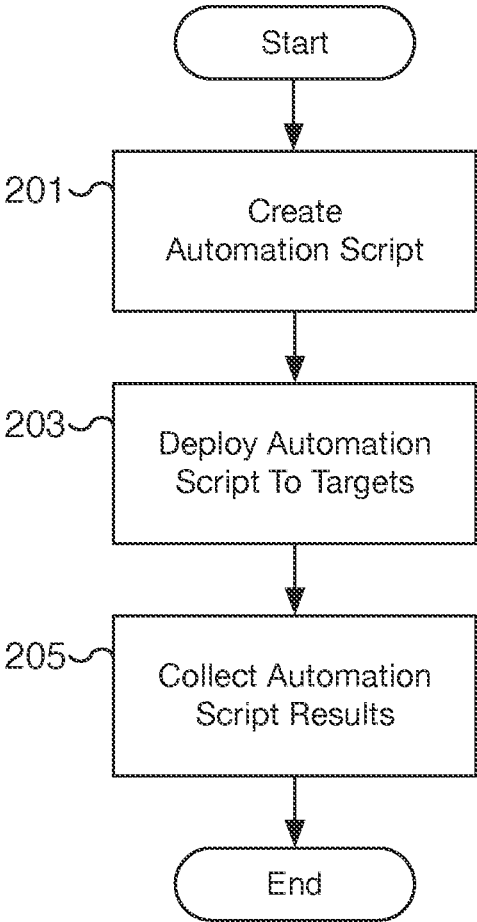 Start
201
Create
Automation Script
203
Deploy Automation
Script To Targets
205
Collect Automation
Script Results
End